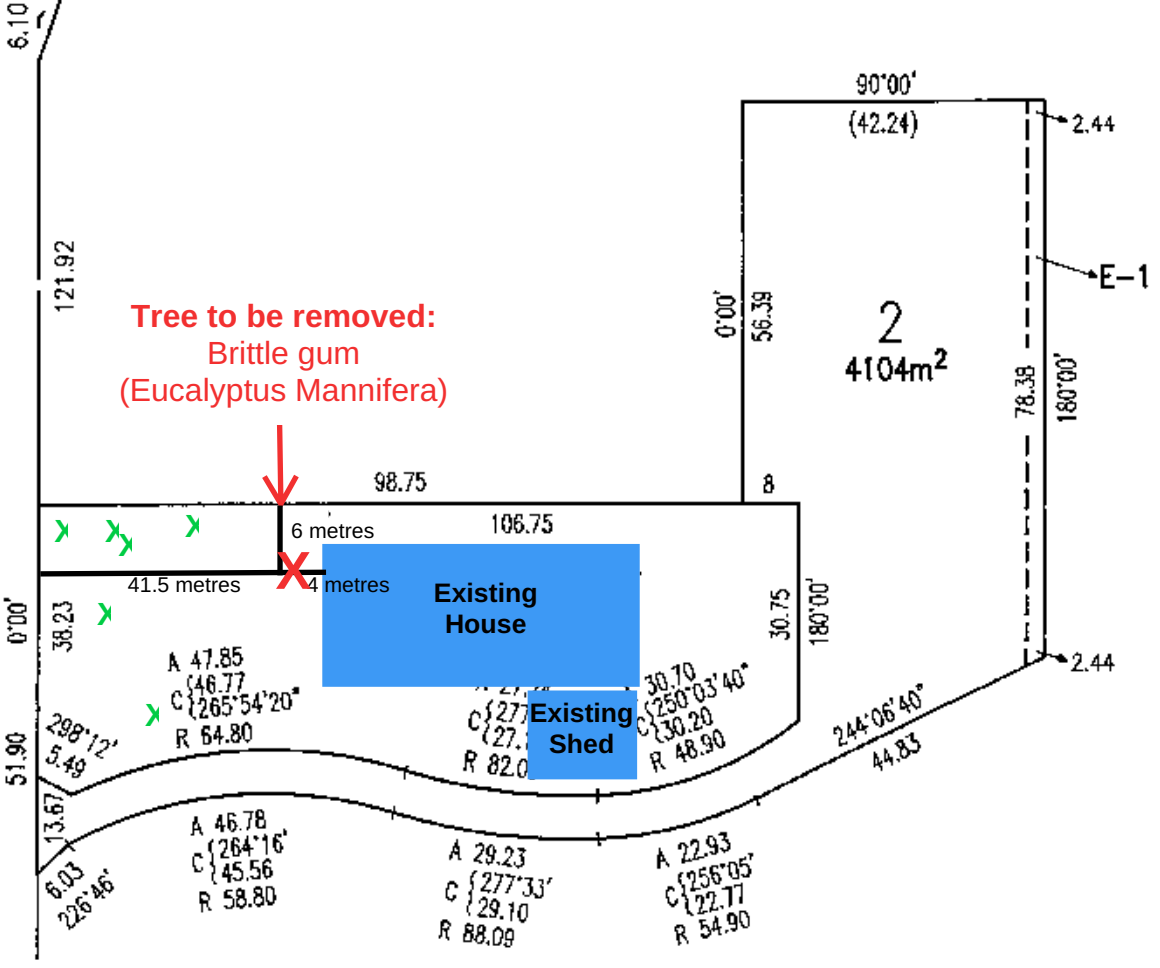 6.10
90°00'
(42.24)
2.44
121.92
E-1
0°00'
56.39
2
4104m²
78.38
180°00'
Tree to be removed:
Brittle gum
(Eucalyptus Mannifera)
98.75
8
106.75
6 metres
X X X X
X
41.5 metres
4 metres
Existing
House
X
0°00'
38.23
30.75
180°00'
2.44
A 47.85
C{46.77
265°54'20"
R 64.80
X
C{277
27.
R 82.0
Existing
Shed
30.70
C{250°03'40"
30.20
R 48.90
298°12'
5.49
51.90
13.67
244°06'40"
44.83
6.03
226°46'
A 46.78
C{264°16'
45.56
R 58.80
A 29.23
C {277°33'
29.10
R 88.09
A 22.93
C{256°05'
22.77
R 54.90